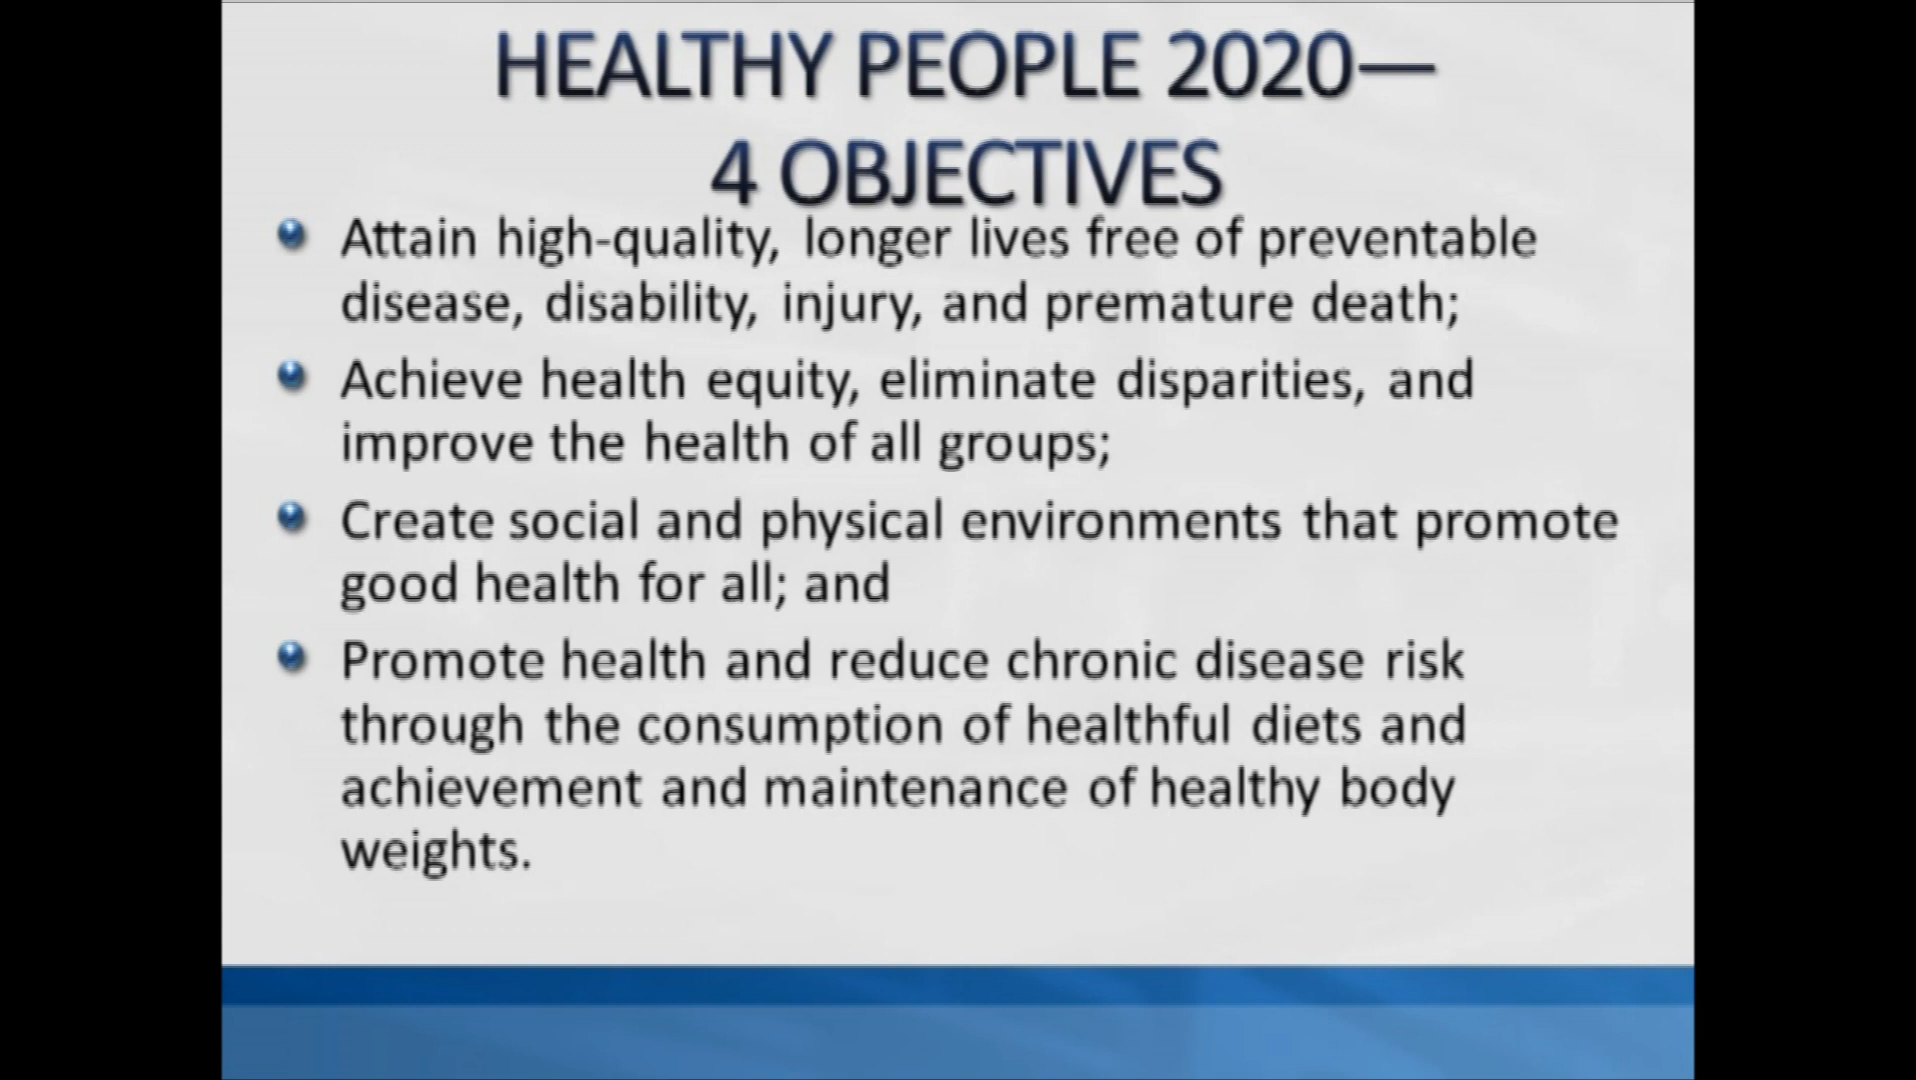 HEALTHY PEOPLE 2020—
4 OBJECTIVES
Attain high-quality, longer lives free of preventable
disease, disability, injury, and premature death;
Achieve health equity, eliminate disparities, and
improve the health of all groups;
Create social and physical environments that promote
good health for all; and
Promote health and reduce chronic disease risk
through the consumption of healthful diets and
achievement and maintenance of healthy body
weights.